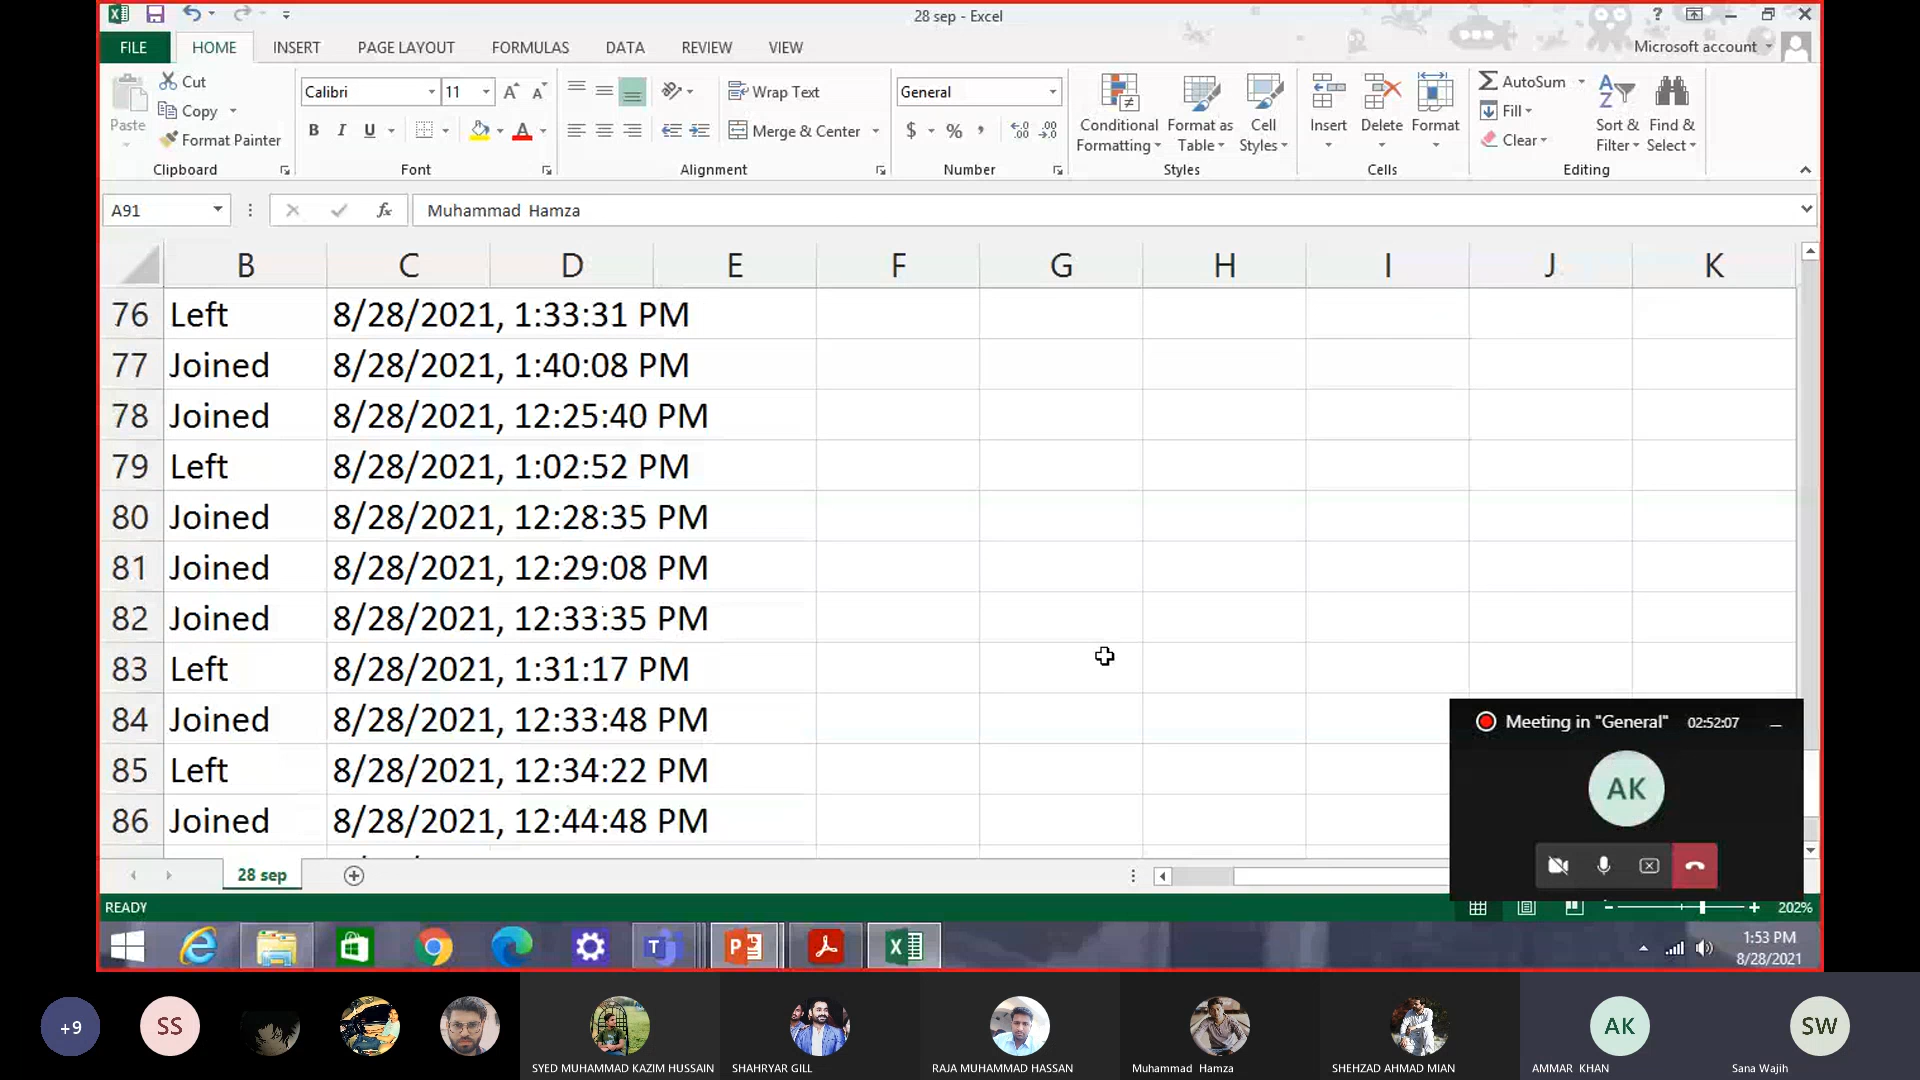 28 sep - Excel
?
FILE HOME INSERT PAGE LAYOUT FORMULAS DATA REVIEW VIEW Microsoft account
Paste
Cut
Copy
Format Painter
Clipboard
Calibri 11
B I U
Font
Wrap Text
Merge & Center
Alignment
General
$ % ,
Number
Conditional Formatting
Format as Table
Cell Styles
Styles
Insert
Delete
Format
Cells
AutoSum
Fill
Clear
Sort & Filter
Find & Select
Editing
A91 fx Muhammad Hamza
B C D E F G H I J K
76 Left 8/28/2021, 1:33:31 PM
77 Joined 8/28/2021, 1:40:08 PM
78 Joined 8/28/2021, 12:25:40 PM
79 Left 8/28/2021, 1:02:52 PM
80 Joined 8/28/2021, 12:28:35 PM
81 Joined 8/28/2021, 12:29:08 PM
82 Joined 8/28/2021, 12:33:35 PM
83 Left 8/28/2021, 1:31:17 PM
84 Joined 8/28/2021, 12:33:48 PM
85 Left 8/28/2021, 12:34:22 PM
86 Joined 8/28/2021, 12:44:48 PM
Meeting in "General" 02:52:07
AK
28 sep
READY
202%
1:53 PM
8/28/2021
+9
SS
SYED MUHAMMAD KAZIM HUSSAIN
SHAHRYAR GILL
RAJA MUHAMMAD HASSAN
Muhammad Hamza
SHEHZAD AHMAD MIAN
AK
AMMAR KHAN
SW
Sana Wajih